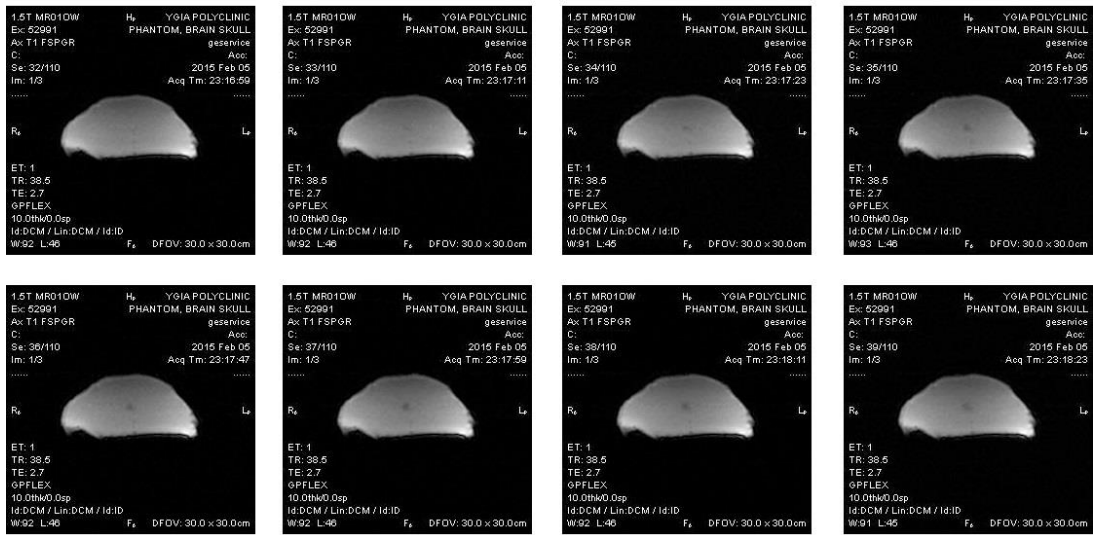 1.5T MR01OW Hp YGIA POLYCLINIC
Ex: 52991 PHANTOM, BRAIN SKULL
Ax T1 FSPGR geservice
C: Acc:
Se: 32/110 2015 Feb 05
Im: 1/3 Acq Tm: 23:16:59
R6 Lp
ET: 1
TR: 38.5
TE: 2.7
GPFLEX
10.0thk/0.0sp
Id:DCM / Lin:DCM / Id:ID
W:92 L:46 F6 DFOV: 30.0 x 30.0cm
1.5T MR01OW Hp YGIA POLYCLINIC
Ex: 52991 PHANTOM, BRAIN SKULL
Ax T1 FSPGR geservice
C: Acc:
Se: 33/110 2015 Feb 05
Im: 1/3 Acq Tm: 23:17:11
R6 Lp
ET: 1
TR: 38.5
TE: 2.7
GPFLEX
10.0thk/0.0sp
Id:DCM / Lin:DCM / Id:ID
W:92 L:46 F6 DFOV: 30.0 x 30.0cm
1.5T MR01OW Hp YGIA POLYCLINIC
Ex: 52991 PHANTOM, BRAIN SKULL
Ax T1 FSPGR geservice
C: Acc:
Se: 34/110 2015 Feb 05
Im: 1/3 Acq Tm: 23:17:23
R6 Lp
ET: 1
TR: 38.5
TE: 2.7
GPFLEX
10.0thk/0.0sp
Id:DCM / Lin:DCM / Id:ID
W:91 L:45 F6 DFOV: 30.0 x 30.0cm
1.5T MR01OW Hp YGIA POLYCLINIC
Ex: 52991 PHANTOM, BRAIN SKULL
Ax T1 FSPGR geservice
C: Acc:
Se: 35/110 2015 Feb 05
Im: 1/3 Acq Tm: 23:17:35
R6 Lp
ET: 1
TR: 38.5
TE: 2.7
GPFLEX
10.0thk/0.0sp
Id:DCM / Lin:DCM / Id:ID
W:93 L:46 F6 DFOV: 30.0 x 30.0cm
1.5T MR01OW Hp YGIA POLYCLINIC
Ex: 52991 PHANTOM, BRAIN SKULL
Ax T1 FSPGR geservice
C: Acc:
Se: 36/110 2015 Feb 05
Im: 1/3 Acq Tm: 23:17:47
R6 Lp
ET: 1
TR: 38.5
TE: 2.7
GPFLEX
10.0thk/0.0sp
Id:DCM / Lin:DCM / Id:ID
W:92 L:46 F6 DFOV: 30.0 x 30.0cm
1.5T MR01OW Hp YGIA POLYCLINIC
Ex: 52991 PHANTOM, BRAIN SKULL
Ax T1 FSPGR geservice
C: Acc:
Se: 37/110 2015 Feb 05
Im: 1/3 Acq Tm: 23:17:59
R6 Lp
ET: 1
TR: 38.5
TE: 2.7
GPFLEX
10.0thk/0.0sp
Id:DCM / Lin:DCM / Id:ID
W:92 L:46 F6 DFOV: 30.0 x 30.0cm
1.5T MR01OW Hp YGIA POLYCLINIC
Ex: 52991 PHANTOM, BRAIN SKULL
Ax T1 FSPGR geservice
C: Acc:
Se: 38/110 2015 Feb 05
Im: 1/3 Acq Tm: 23:18:11
R6 Lp
ET: 1
TR: 38.5
TE: 2.7
GPFLEX
10.0thk/0.0sp
Id:DCM / Lin:DCM / Id:ID
W:92 L:46 F6 DFOV: 30.0 x 30.0cm
1.5T MR01OW Hp YGIA POLYCLINIC
Ex: 52991 PHANTOM, BRAIN SKULL
Ax T1 FSPGR geservice
C: Acc:
Se: 39/110 2015 Feb 05
Im: 1/3 Acq Tm: 23:18:23
R6 Lp
ET: 1
TR: 38.5
TE: 2.7
GPFLEX
10.0thk/0.0sp
Id:DCM / Lin:DCM / Id:ID
W:91 L:45 F6 DFOV: 30.0 x 30.0cm